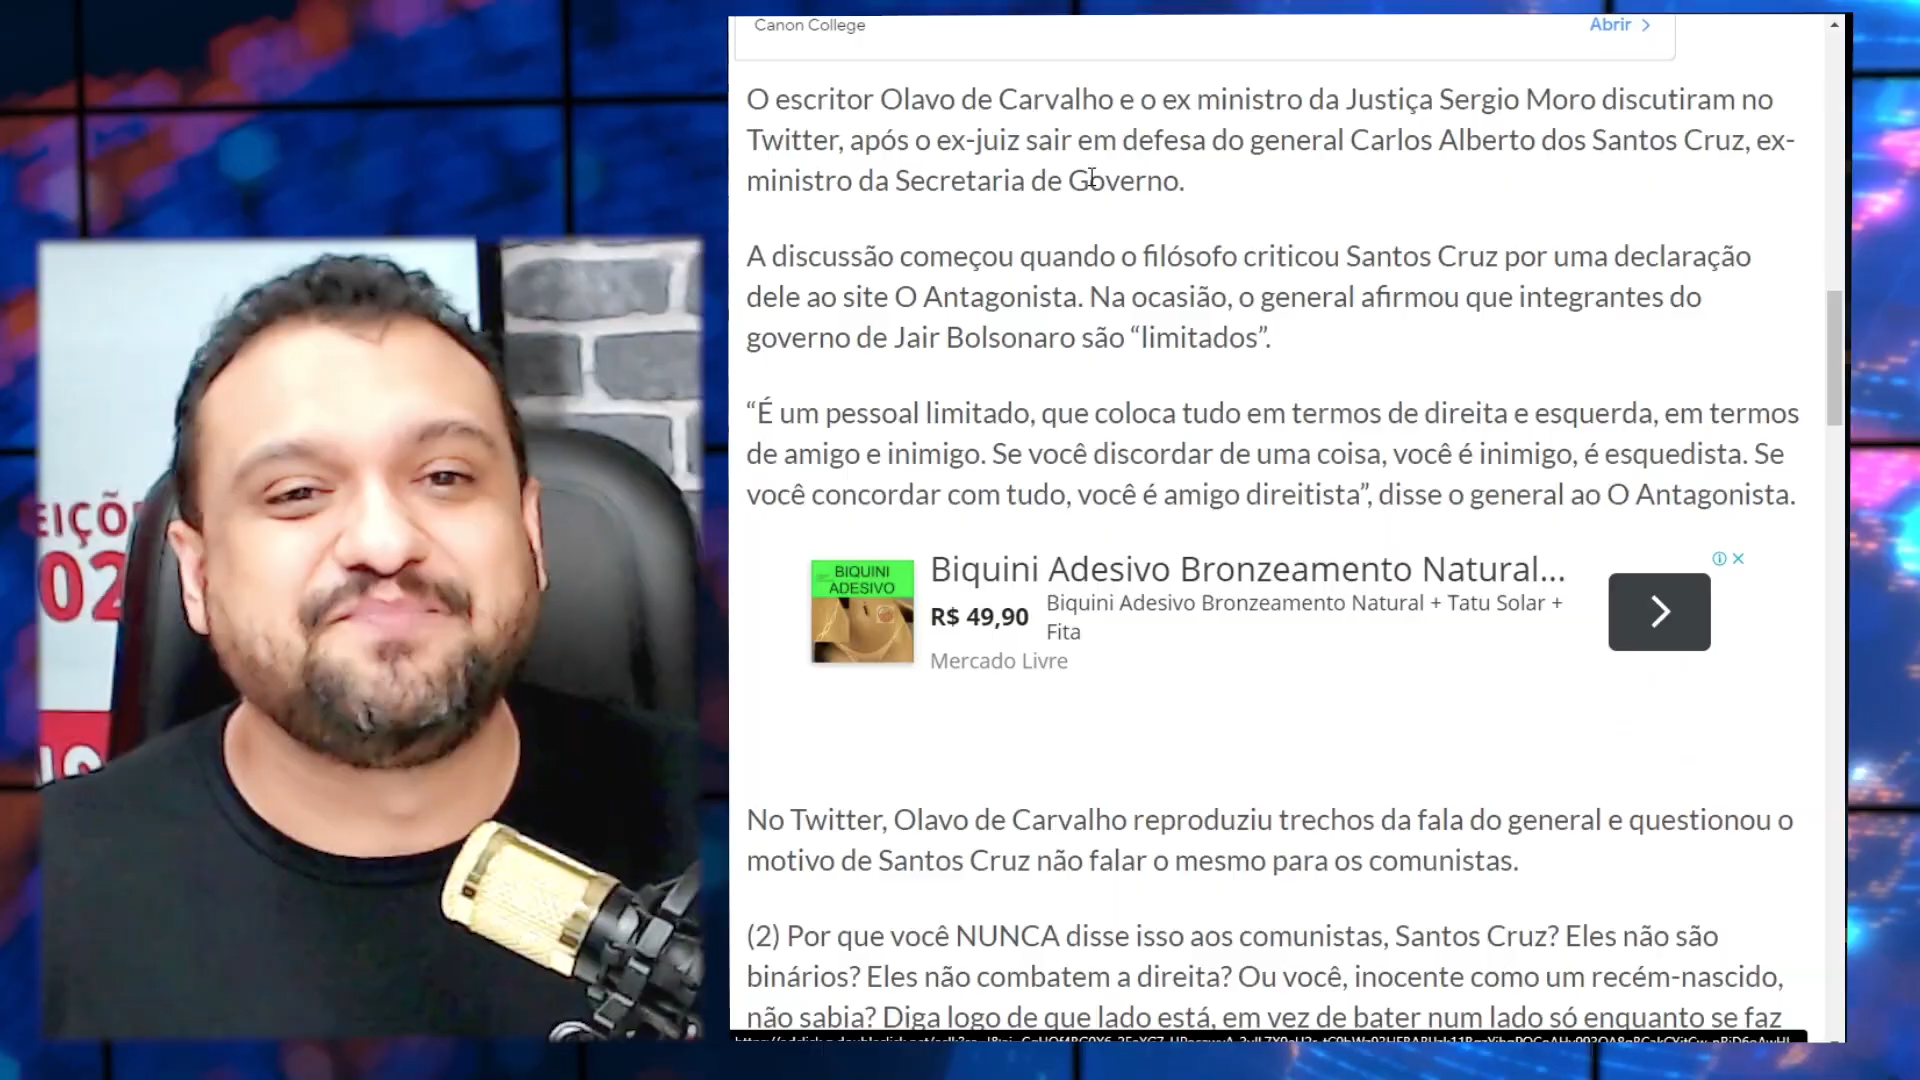 Canon College
Abrir
O escritor Olavo de Carvalho e o ex ministro da Justiça Sergio Moro discutiram no
Twitter, após o ex-juiz sair em defesa do general Carlos Alberto dos Santos Cruz, ex-
ministro da Secretaria de Governo.
A discussão começou quando o filósofo criticou Santos Cruz por uma declaração
dele ao site O Antagonista. Na ocasião, o general afirmou que integrantes do
governo de Jair Bolsonaro são “limitados”.
“É um pessoal limitado, que coloca tudo em termos de direita e esquerda, em termos
de amigo e inimigo. Se você discordar de uma coisa, você é inimigo, é esquedista. Se
você concordar com tudo, você é amigo direitista”, disse o general ao O Antagonista.
BIQUINI
ADESIVO
Biquini Adesivo Bronzeamento Natural...
R$ 49,90
Biquini Adesivo Bronzeamento Natural + Tatu Solar +
Fita
Mercado Livre
No Twitter, Olavo de Carvalho reproduziu trechos da fala do general e questionou o
motivo de Santos Cruz não falar o mesmo para os comunistas.
(2) Por que você NUNCA disse isso aos comunistas, Santos Cruz? Eles não são
binários? Eles não combatem a direita? Ou você, inocente como um recém-nascido,
não sabia? Diga logo de que lado está, em vez de bater num lado só enquanto se faz
EIÇÕ
02